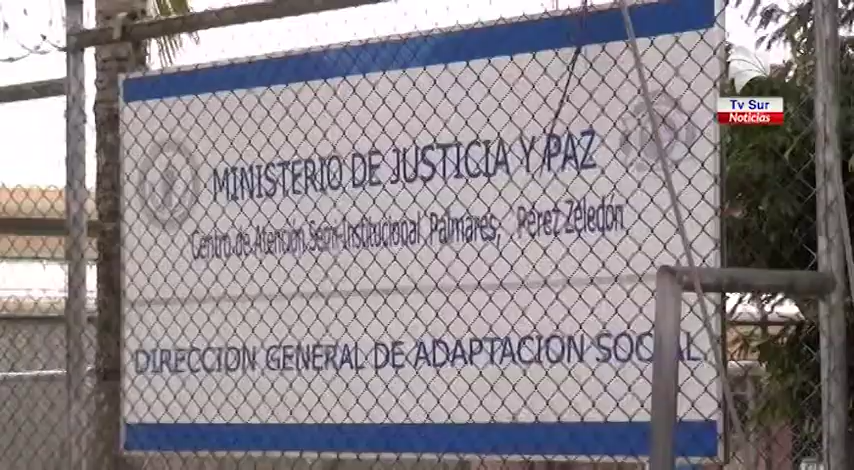 MINISTERIO DE JUSTICIA Y PAZ
Centro de Atención Semi-Institucional Palmares, Pérez Zeledón
DIRECCION GENERAL DE ADAPTACION SOCIAL
Tv Sur
Noticias